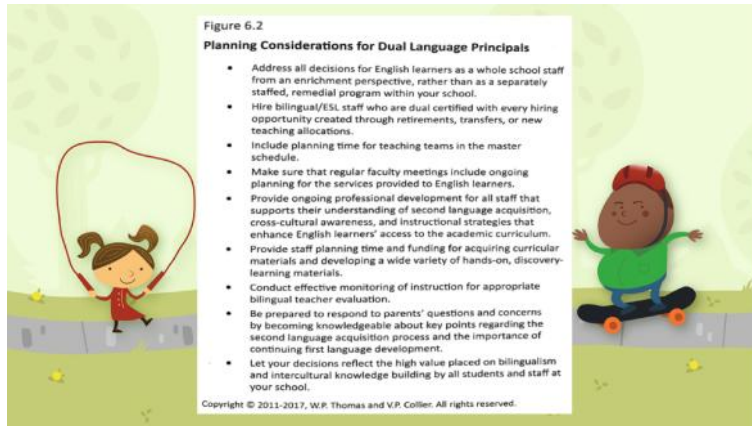 Figure 6.2
Planning Considerations for Dual Language Principals
• Address all decisions for English learners as a whole school staff
from an enrichment perspective, rather than as a separately
staffed, remedial program within your school.
• Hire bilingual/ESL staff who are dual certified with every hiring
opportunity created through retirements, transfers, or new
teaching allocations.
• Include planning time for teaching teams in the master
schedule.
• Make sure that regular faculty meetings include ongoing
planning for the services provided to English learners.
• Provide ongoing professional development for all staff that
supports their understanding of second language acquisition,
cross-cultural awareness, and instructional strategies that
enhance English learners' access to the academic curriculum.
• Provide staff planning time and funding for acquiring curricular
materials and developing a wide variety of hands-on, discovery-
learning materials.
• Conduct effective monitoring of instruction for appropriate
bilingual teacher evaluation.
• Be prepared to respond to parents' questions and concerns
by becoming knowledgeable about key points regarding the
second language acquisition process and the importance of
continuing first language development.
• Let your decisions reflect the high value placed on bilingualism
and intercultural knowledge building by all students and staff at
your school.
Copyright © 2011-2017, W.P. Thomas and V.P. Collier. All rights reserved.